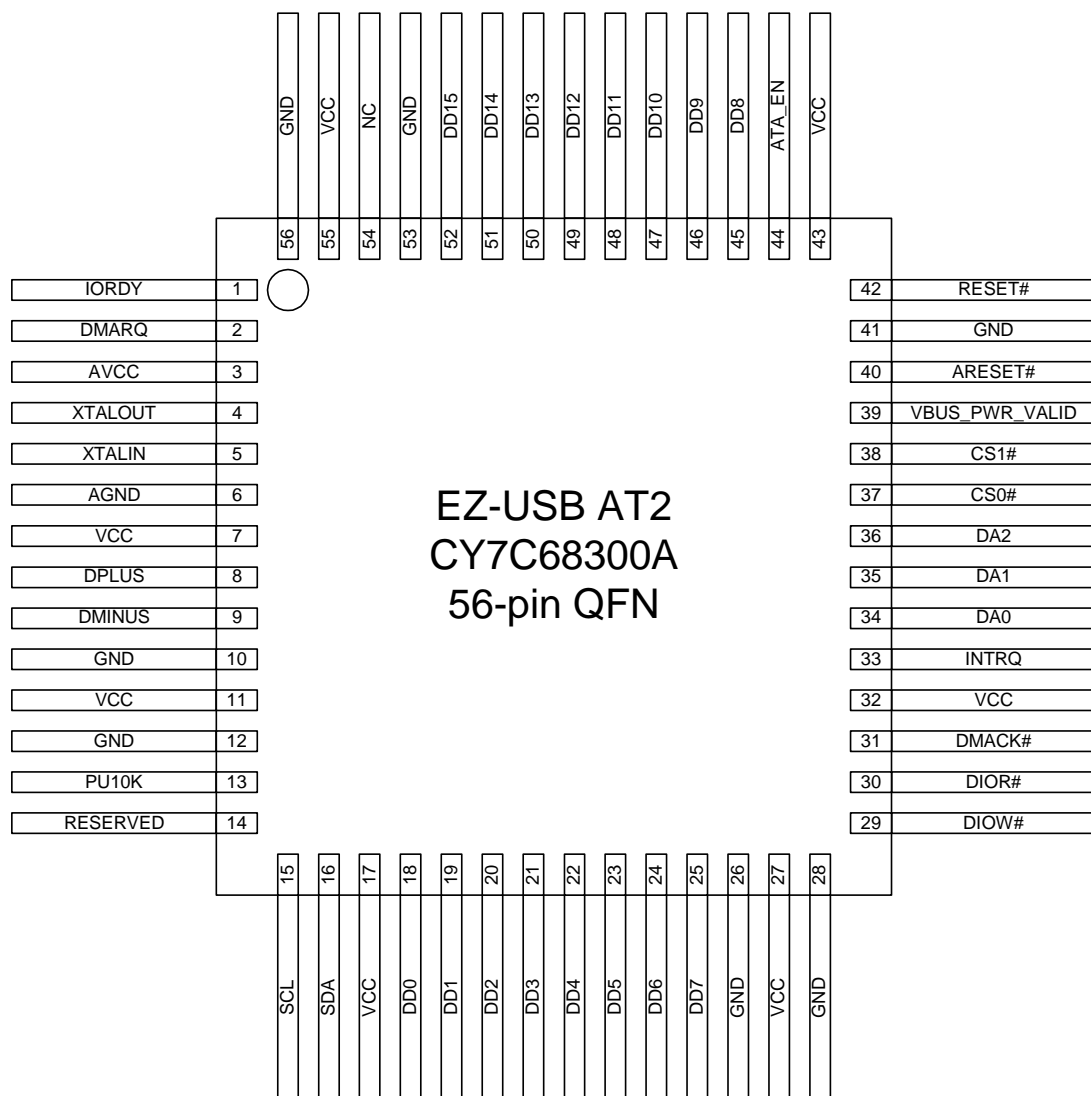 GND
VCC
NC
GND
DD15
DD14
DD13
DD12
DD11
DD10
DD9
DD8
ATA_EN
VCC
56
55
54
53
52
51
50
49
48
47
46
45
44
43
IORDY 1
DMARQ 2
AVCC 3
XTALOUT 4
XTALIN 5
AGND 6
VCC 7
DPLUS 8
DMINUS 9
GND 10
VCC 11
GND 12
PU10K 13
RESERVED 14
EZ-USB AT2
CY7C68300A
56-pin QFN
42 RESET#
41 GND
40 ARESET#
39 VBUS_PWR_VALID
38 CS1#
37 CS0#
36 DA2
35 DA1
34 DA0
33 INTRQ
32 VCC
31 DMACK#
30 DIOR#
29 DIOW#
15
16
17
18
19
20
21
22
23
24
25
26
27
28
SCL
SDA
VCC
DD0
DD1
DD2
DD3
DD4
DD5
DD6
DD7
GND
VCC
GND